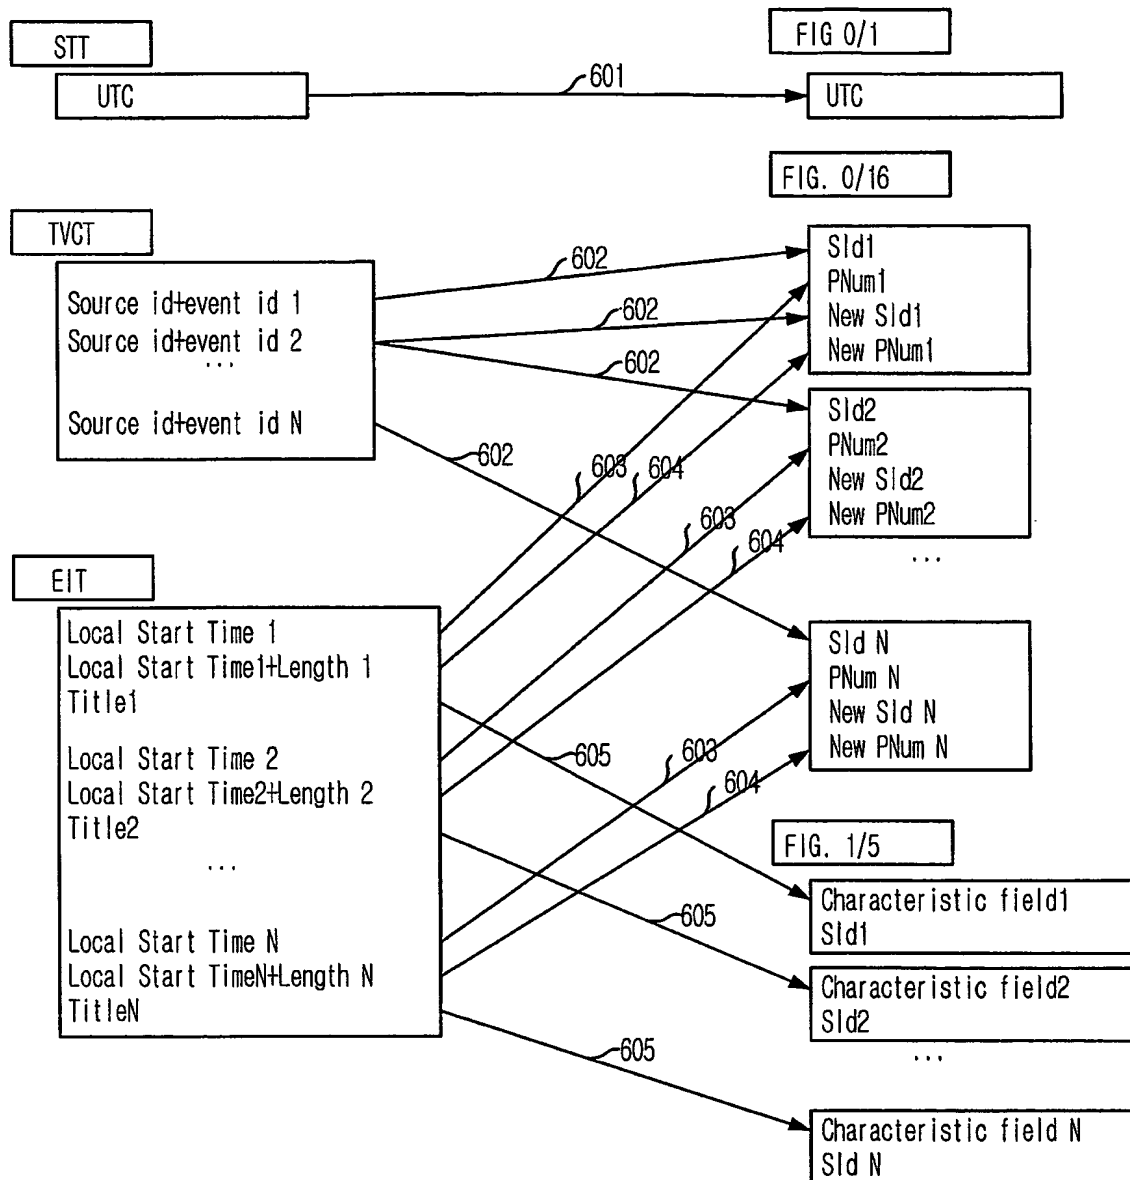 STT
FIG 0/1
UTC
601
UTC
FIG. 0/16
TVCT
Source id+event id 1
Source id+event id 2
...
Source id+event id N
602
602
602
602
SId1
PNum1
New SId1
New PNum1
SId2
PNum2
New SId2
New PNum2
...
603
604
603
604
EIT
Local Start Time 1
Local Start Time1+Length 1
Title1
Local Start Time 2
Local Start Time2+Length 2
Title2
...
Local Start Time N
Local Start TimeN+Length N
TitleN
SId N
PNum N
New SId N
New PNum N
605
603
604
FIG. 1/5
605
Characteristic field1
SId1
Characteristic field2
SId2
...
605
Characteristic field N
SId N